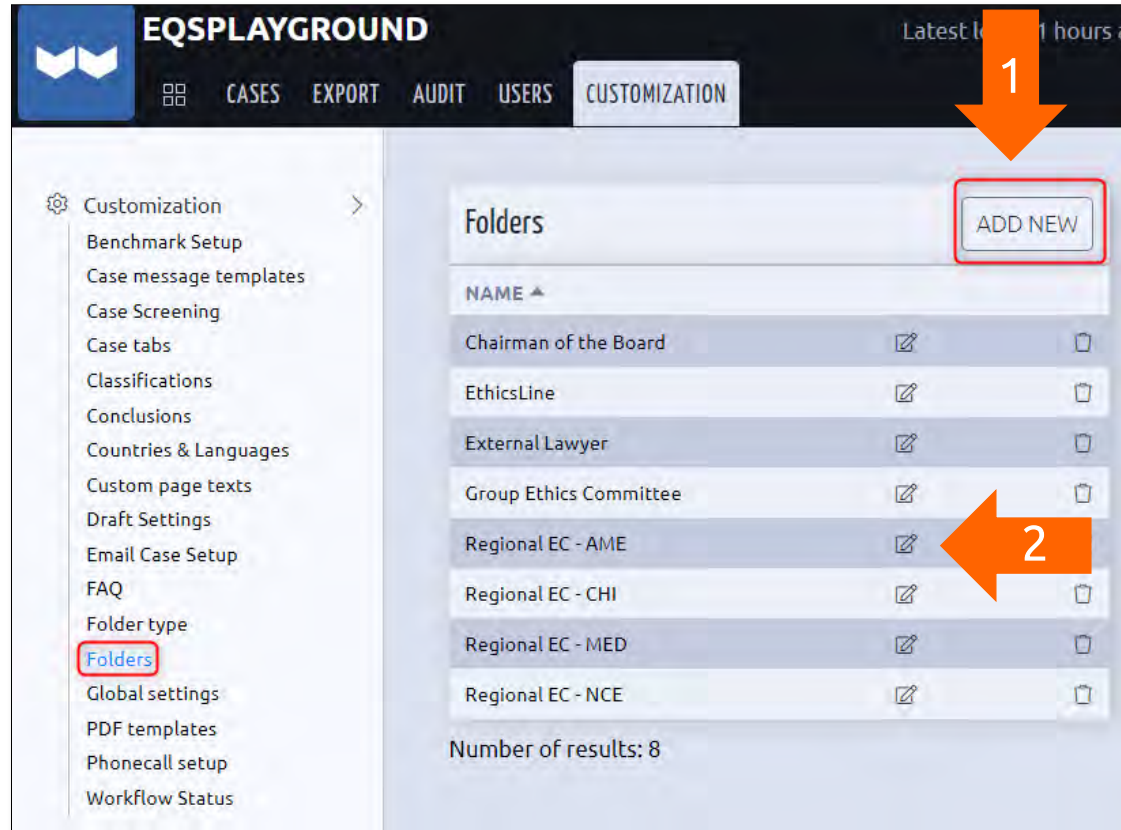 EQSPLAYGROUND
Latest 1 hours
1
CASES EXPORT AUDIT USERS CUSTOMIZATION
Customization
Benchmark Setup
Case message templates
Case Screening
Case tabs
Classifications
Conclusions
Countries & Languages
Custom page texts
Draft Settings
Email Case Setup
FAQ
Folder type
Folders
Global settings
PDF templates
Phonecall setup
Workflow Status
Folders
ADD NEW
NAME
Chairman of the Board
EthicsLine
External Lawyer
Group Ethics Committee
Regional EC - AME
2
Regional EC - CHI
Regional EC - MED
Regional EC - NCE
Number of results: 8